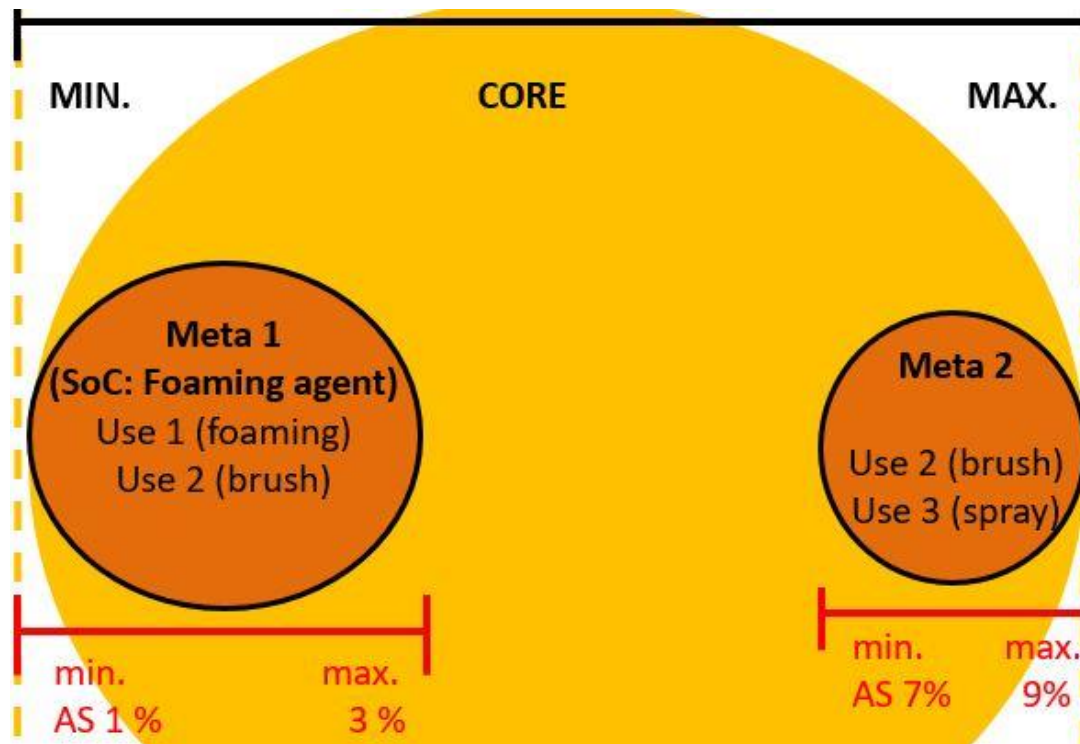 MIN.
CORE
MAX.
Meta 1
(SoC: Foaming agent)
Use 1 (foaming)
Use 2 (brush)
Meta 2
Use 2 (brush)
Use 3 (spray)
min.
max.
AS 1 %
3 %
min.
max.
AS 7%
9%